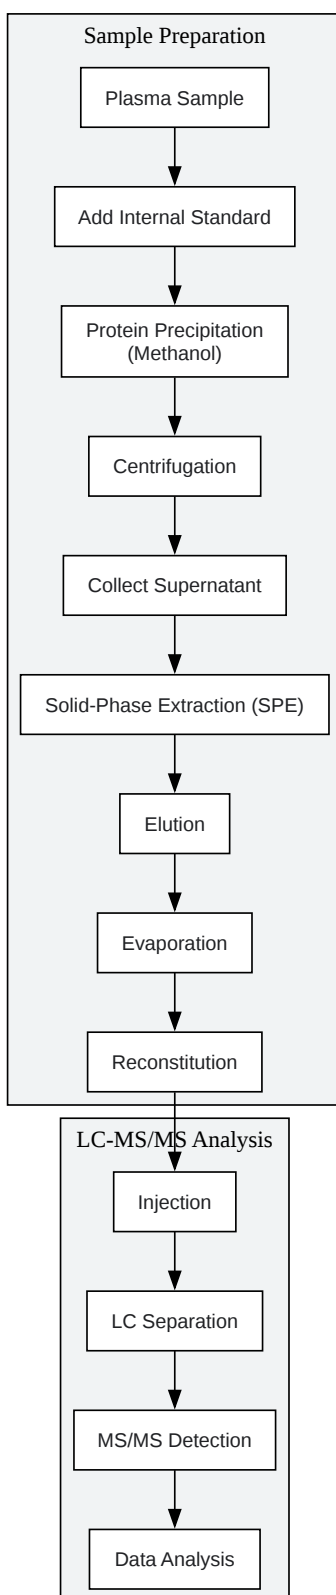 Sample Preparation
Plasma Sample
Add Internal Standard
Protein Precipitation
(Methanol)
Centrifugation
Collect Supernatant
Solid-Phase Extraction (SPE)
Elution
Evaporation
Reconstitution
LC-MS/MS Analysis
Injection
LC Separation
MS/MS Detection
Data Analysis